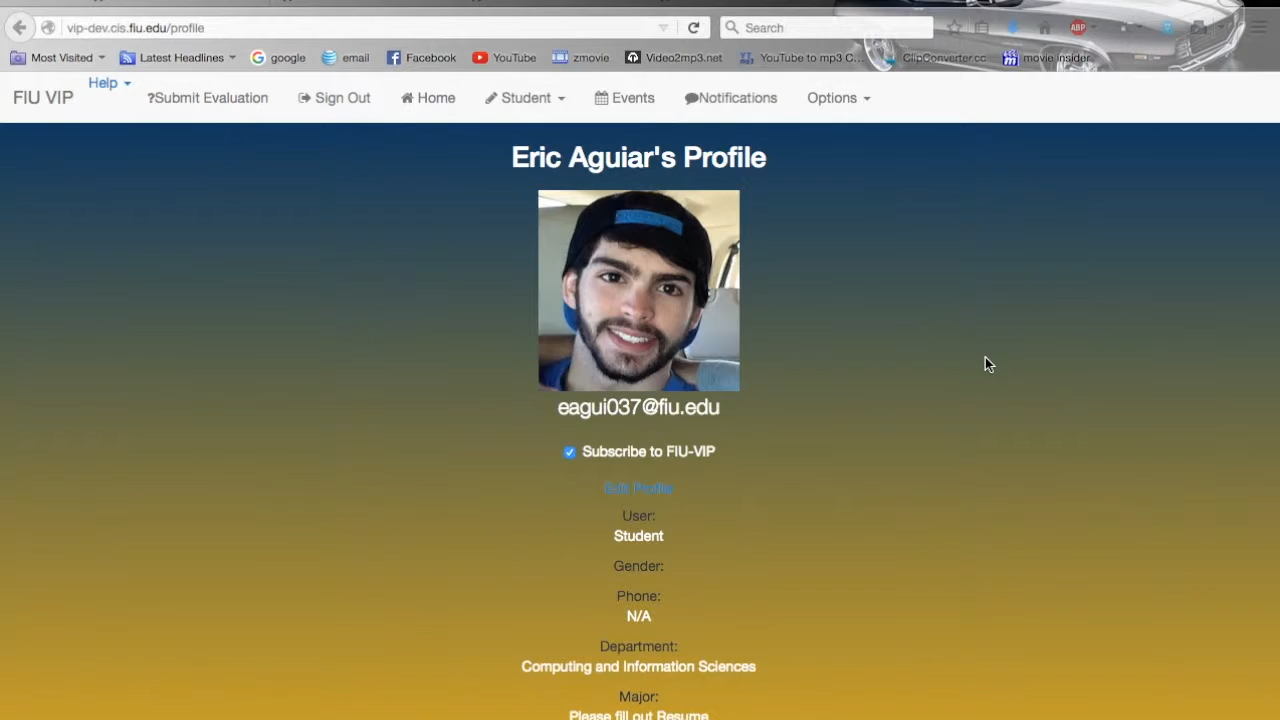 vip-dev.cis.fiu.edu/profile
Search
ABP
Most Visited
Latest Headlines
google
email
Facebook
YouTube
zmovie
Video2mp3.net
YouTube to mp3 C...
ClipConverter.cc
movie insider
FIU VIP
Help
?Submit Evaluation
Sign Out
Home
Student
Events
Notifications
Options
Eric Aguiar's Profile
eagui037@fiu.edu
Subscribe to FIU-VIP
Edit Profile
User:
Student
Gender:
Phone:
N/A
Department:
Computing and Information Sciences
Major:
Please fill out Resume